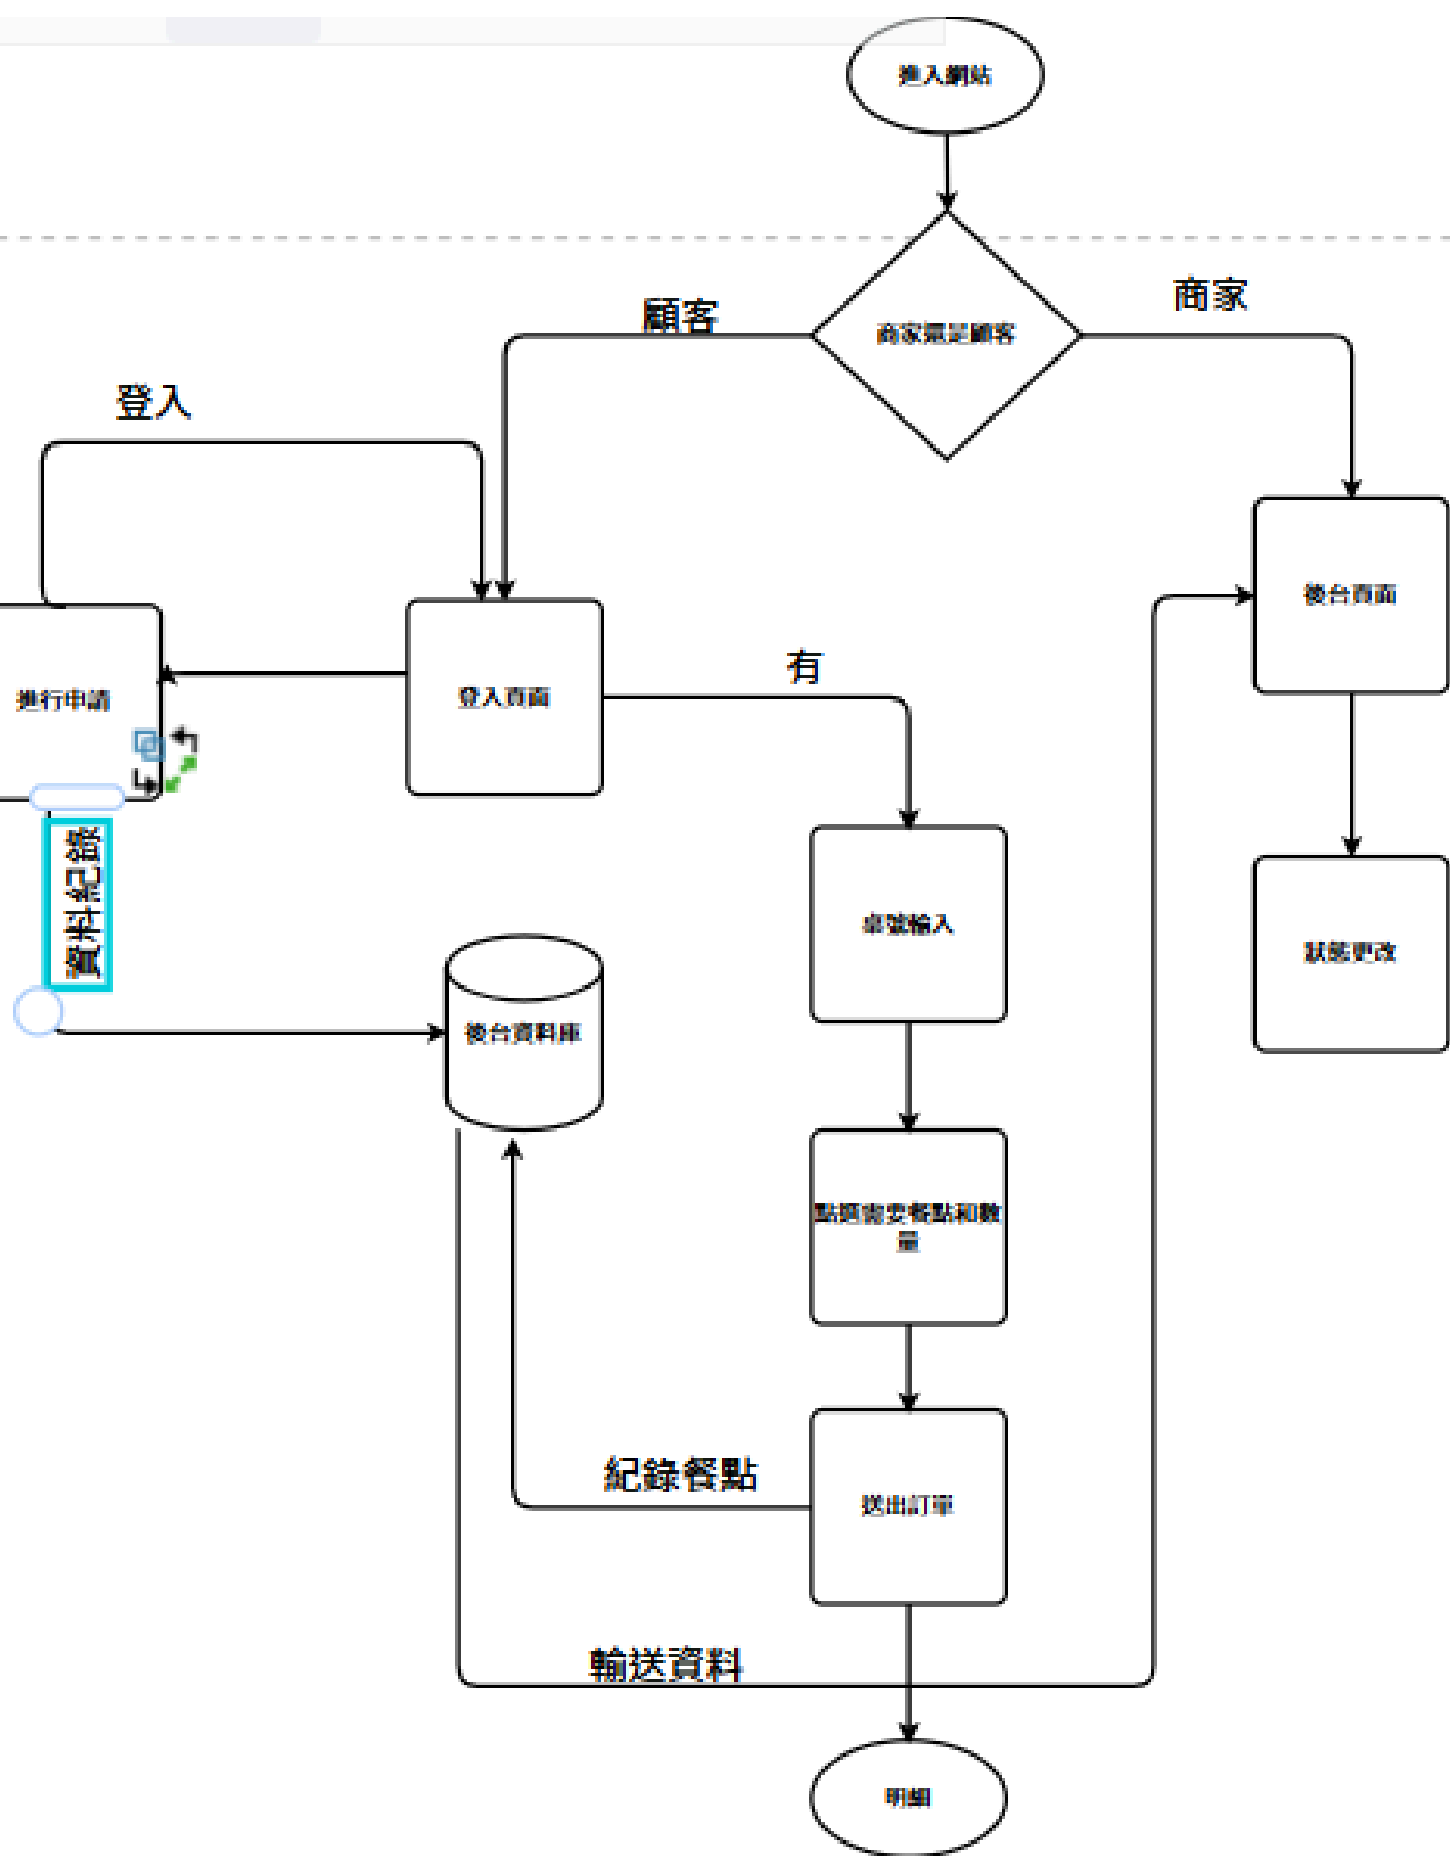 進入網站
商家還是顧客
顧客
商家
登入
後台頁面
有
進行申請
登入頁面
資料紀錄
桌號輸入
狀態更改
後台資料庫
點選需要餐點和數
量
紀錄餐點
送出訂單
輸送資料
明細